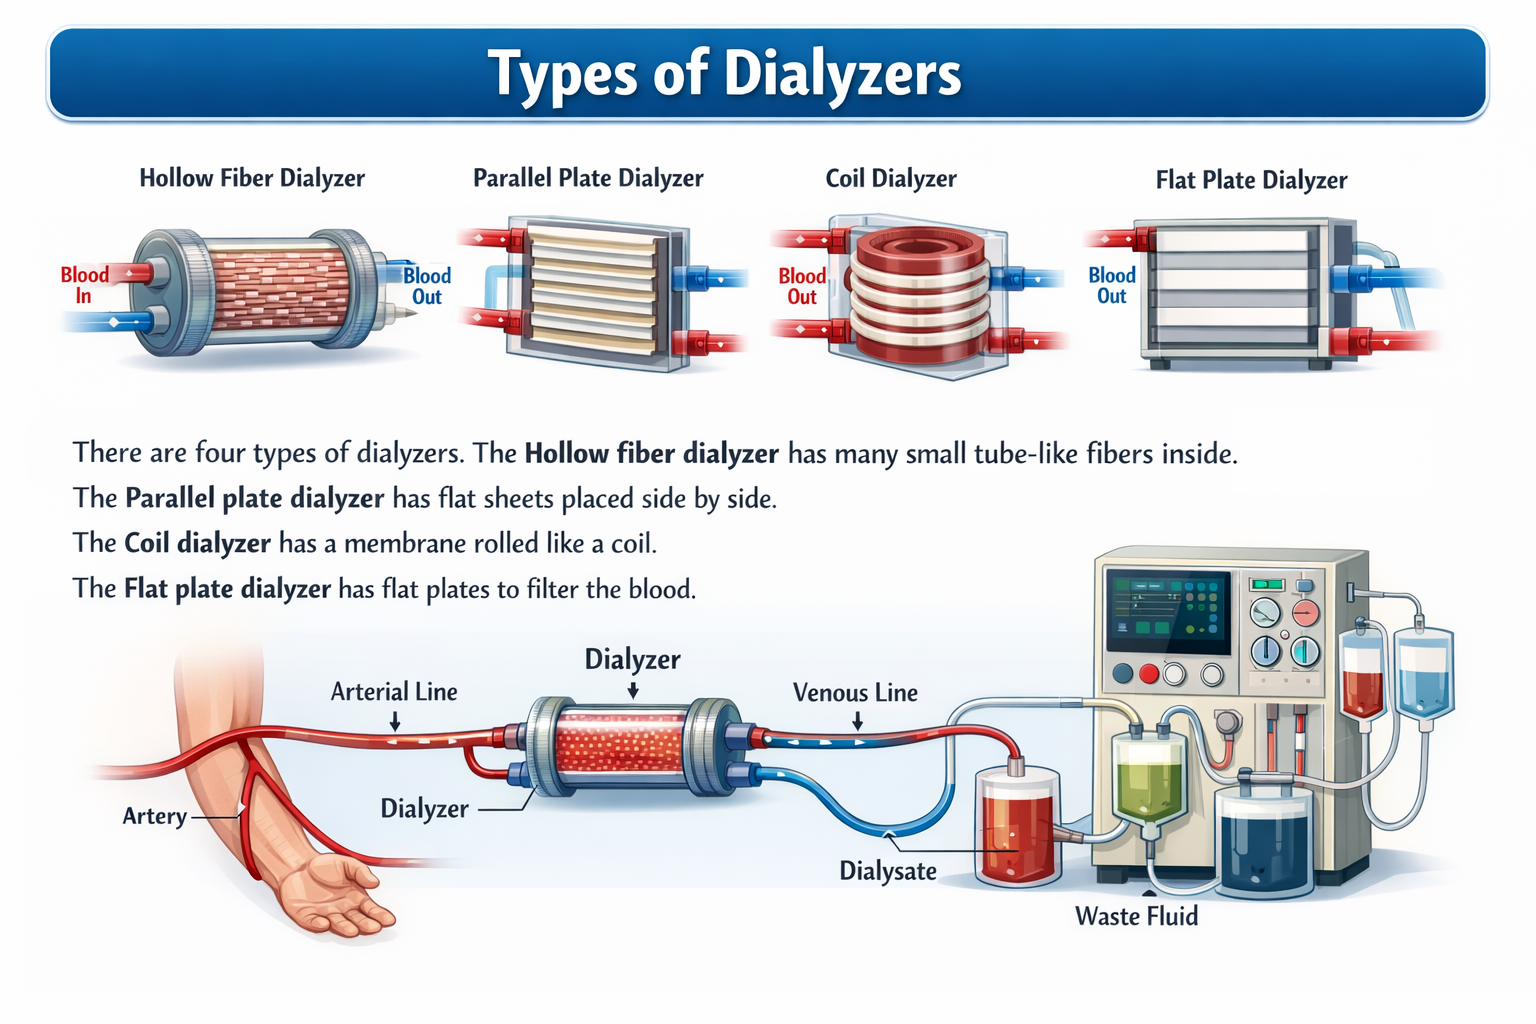 Types of Dialyzers
Hollow Fiber Dialyzer
Parallel Plate Dialyzer
Coil Dialyzer
Flat Plate Dialyzer
Blood
In
Blood
Out
Blood
Out
Blood
Out
There are four types of dialyzers. The Hollow fiber dialyzer has many small tube-like fibers inside.
The Parallel plate dialyzer has flat sheets placed side by side.
The Coil dialyzer has a membrane rolled like a coil.
The Flat plate dialyzer has flat plates to filter the blood.
Dialyzer
Arterial Line
Venous Line
Artery
Dialyzer
Dialysate
Waste Fluid